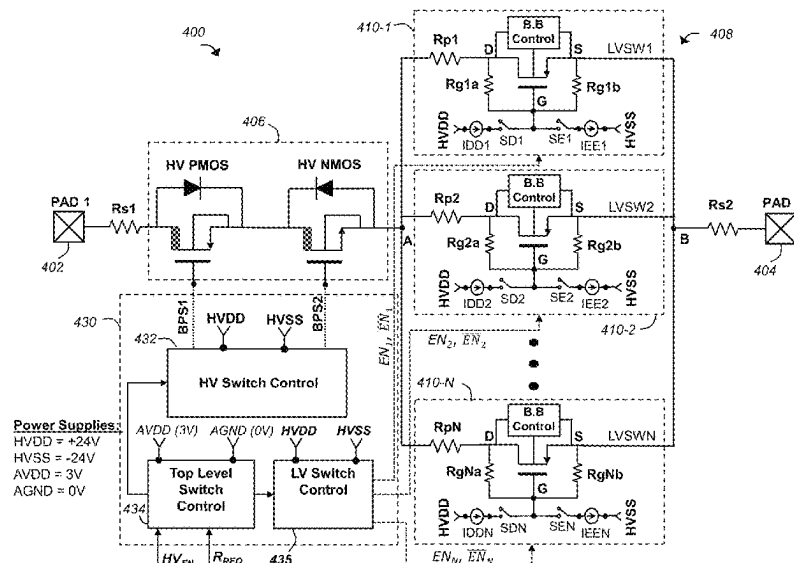 400
408
410-1
B.B
Control
Rp1
D
S
LVSW1
Rg1a
Rg1b
G
HVDD
IDD1
SD1
SE1
IEE1
HVSS
406
HV PMOS
HV NMOS
PAD 1
Rs1
402
A
B
Rs2
PAD
404
B.B
Control
Rp2
D
S
LVSW2
Rg2a
Rg2b
G
HVDD
IDD2
SD2
SE2
IEE2
HVSS
410-2
430
432
BPS1
BPS2
HVDD
HVSS
HV Switch Control
EN1, EN1
EN2, EN2
410-N
B.B
Control
RpN
D
S
LVSWN
RgNa
RgNb
G
HVDD
IDDN
SDN
SEN
IEEN
HVSS
Power Supplies:
HVDD = +24V
HVSS = -24V
AVDD = 3V
AGND = 0V
AVDD (3V)
AGND (0V)
HVDD
HVSS
Top Level
Switch
Control
LV Switch
Control
434
435
HVEN
RREQ
ENN, ENN